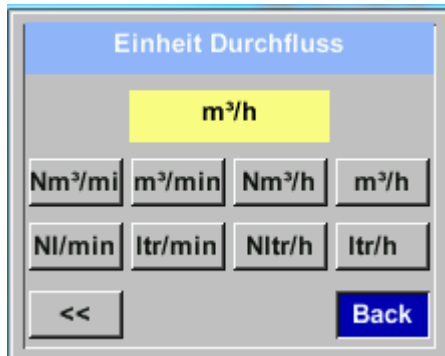 Einheit Durchfluss
m³/h
Nm³/mi m³/min Nm³/h m³/h
Nl/min ltr/min Nltr/h ltr/h
<< Back